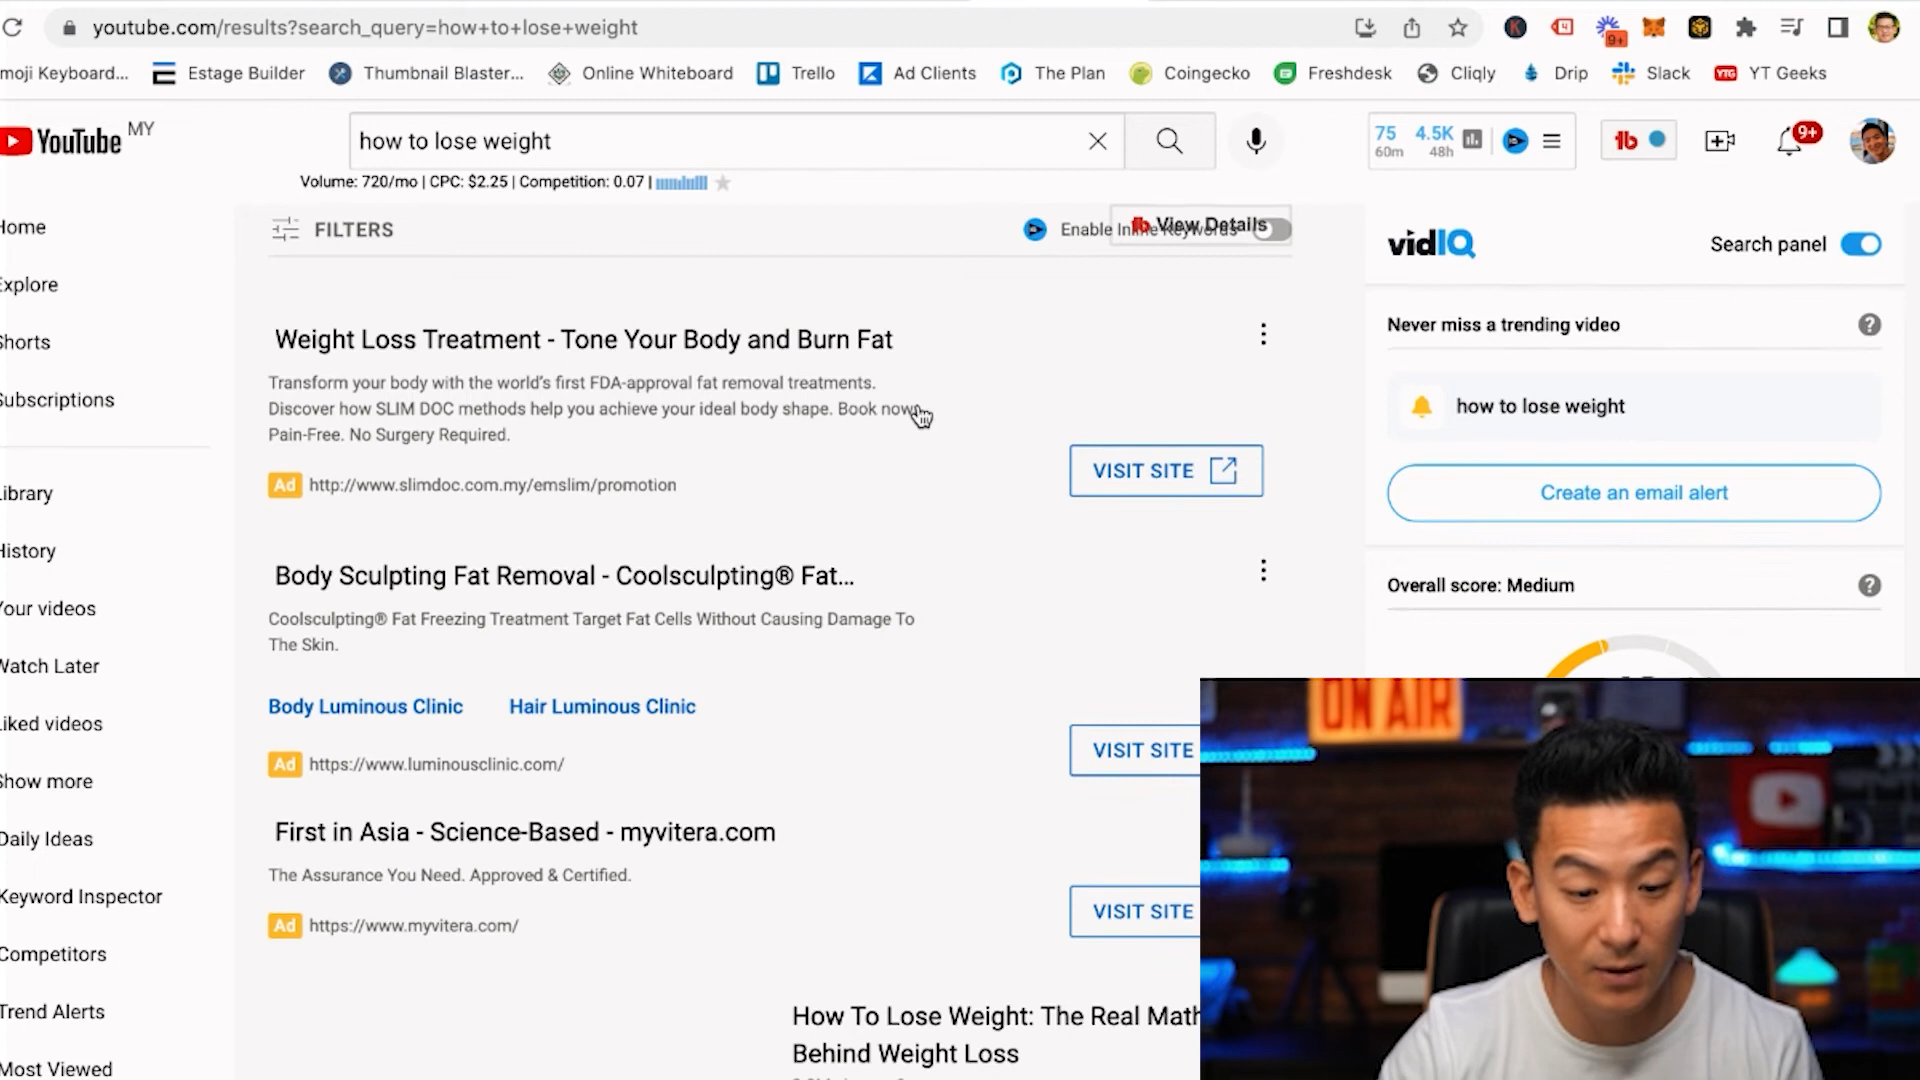 youtube.com/results?search_query=how+to+lose+weight
9+
moji Keyboard... Estage Builder Thumbnail Blaster... Online Whiteboard Trello Ad Clients The Plan Coingecko Freshdesk Cliqly Drip Slack YTG YT Geeks
YouTube MY
how to lose weight
75 60m 4.5K 48h
tb
9+
Volume: 720/mo | CPC: $2.25 | Competition: 0.07 |
FILTERS
Enable Inline Keywords
View Details
vidIQ
Search panel
Home
Explore
Shorts
Subscriptions
Library
History
Your videos
Watch Later
Liked videos
Show more
Daily Ideas
Keyword Inspector
Competitors
Trend Alerts
Most Viewed
Weight Loss Treatment - Tone Your Body and Burn Fat
Transform your body with the world's first FDA-approval fat removal treatments.
Discover how SLIM DOC methods help you achieve your ideal body shape. Book now.
Pain-Free. No Surgery Required.
Ad http://www.slimdoc.com.my/emslim/promotion
VISIT SITE
Body Sculpting Fat Removal - Coolsculpting® Fat...
Coolsculpting® Fat Freezing Treatment Target Fat Cells Without Causing Damage To
The Skin.
Body Luminous Clinic Hair Luminous Clinic
Ad https://www.luminousclinic.com/
VISIT SITE
First in Asia - Science-Based - myvitera.com
The Assurance You Need. Approved & Certified.
Ad https://www.myvitera.com/
VISIT SITE
How To Lose Weight: The Real Math
Behind Weight Loss
Never miss a trending video
how to lose weight
Create an email alert
Overall score: Medium
ON AIR